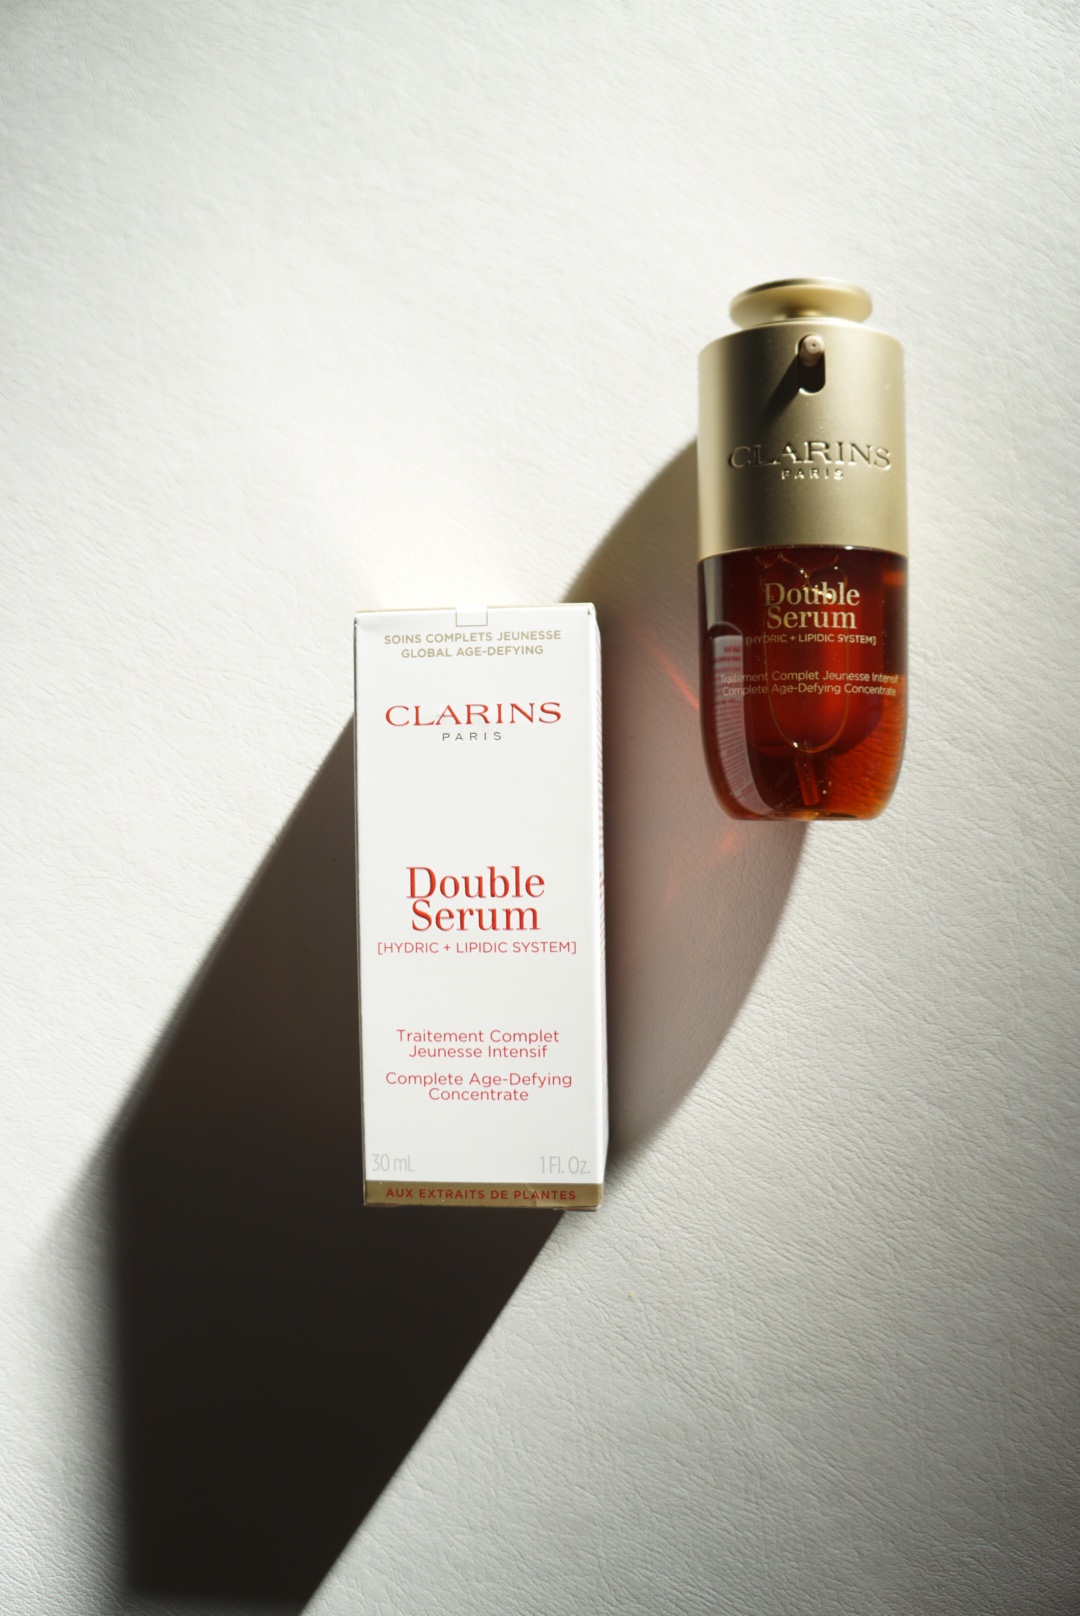 SOINS COMPLETS JEUNESSE
GLOBAL AGE-DEFYING
CLARINS
PARIS
Double
Serum
[HYDRIC + LIPIDIC SYSTEM]
Traitement Complet
Jeunesse Intensif
Complete Age-Defying
Concentrate
30 mL 1 Fl. Oz.
AUX EXTRAITS DE PLANTES
CLARINS
PARIS
Double
Serum
[HYDRIC + LIPIDIC SYSTEM]
Traitement Complet Jeunesse Intensif
Complete Age-Defying Concentrate